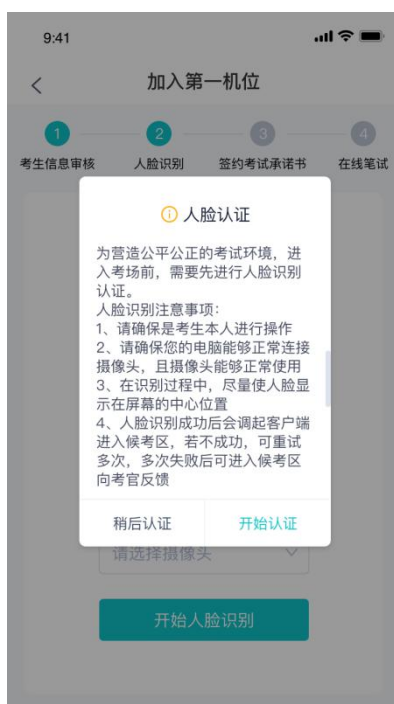 9:41
加入第一机位
1
2
3
4
考生信息审核
人脸识别
签约考试承诺书
在线笔试
人脸认证
为营造公平公正的考试环境，进
入考场前，需要先进行人脸识别
认证。
人脸识别注意事项：
1、请确保是考生本人进行操作
2、请确保您的电脑能够正常连接
摄像头，且摄像头能够正常使用
3、在识别过程中，尽量使人脸显
示在屏幕的中心位置
4、人脸识别成功后会调起客户端
进入候考区，若不成功，可重试
多次，多次失败后可进入候考区
向考官反馈
稍后认证
开始认证
请选择摄像头
开始人脸识别